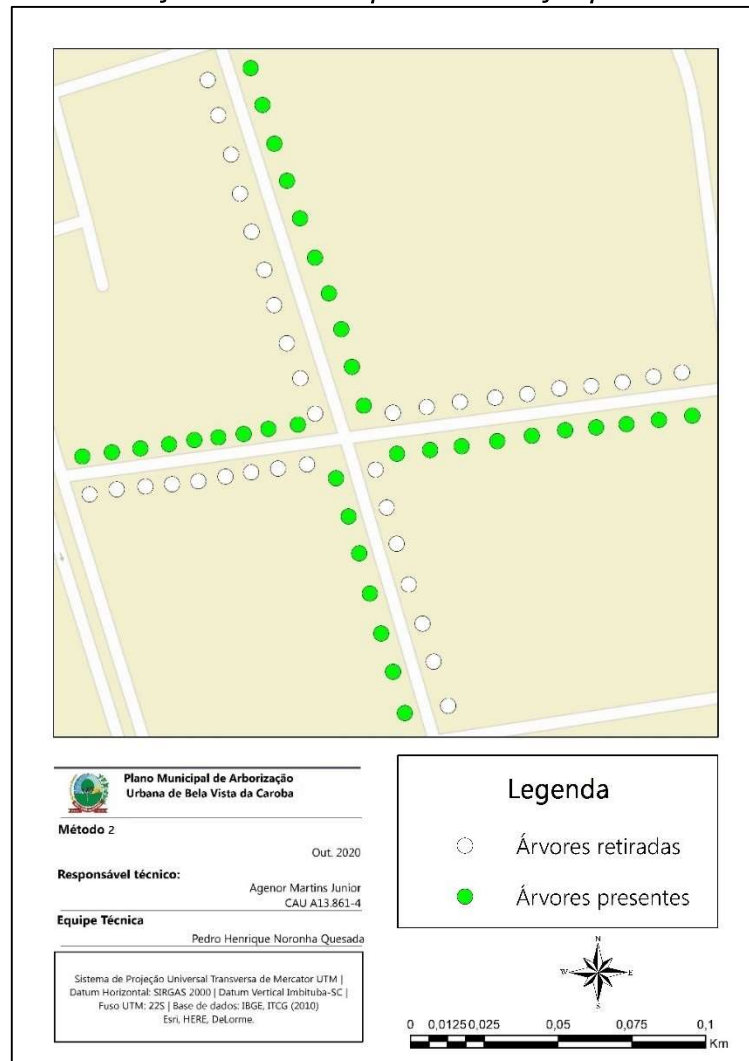 Plano Municipal de Arborização
Urbana de Bela Vista da Caroba
Método 2
Out. 2020
Responsável técnico:
Agenor Martins Junior
CAU A13.861-4
Equipe Técnica
Pedro Henrique Noronha Quesada
Sistema de Projeção Universal Transversa de Mercator UTM |
Datum Horizontal: SIRGAS 2000 | Datum Vertical Imbituba-SC |
Fuso UTM: 22S | Base de dados: IBGE, ITCG (2010)
Esri, HERE, DeLorme.
Legenda
Árvores retiradas
Árvores presentes
N
W E
S
0 0,01250,025 0,05 0,075 0,1
Km